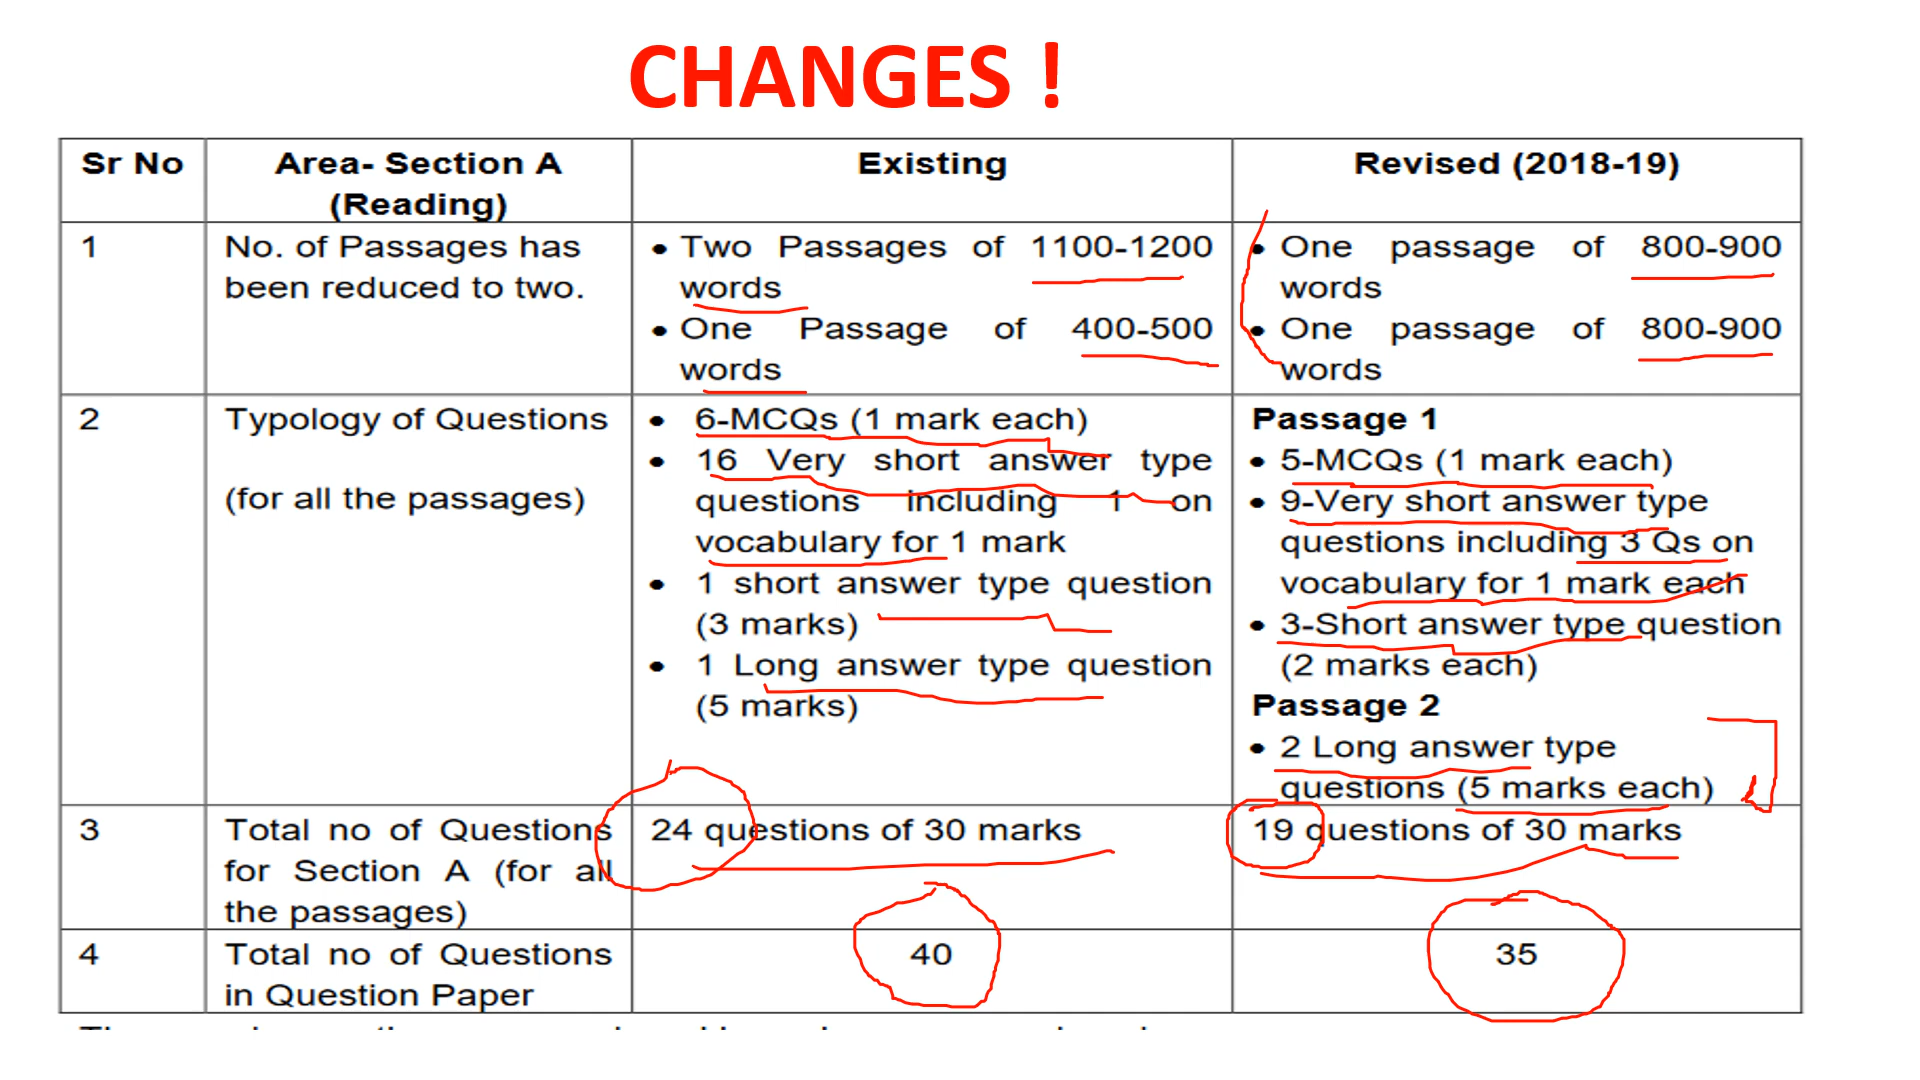 CHANGES !
Sr No
Area- Section A
(Reading)
Existing
Revised (2018-19)
1
No. of Passages has
been reduced to two.
• Two Passages of 1100-1200
words
• One Passage of 400-500
words
• One passage of 800-900
words
• One passage of 800-900
words
2
Typology of Questions
(for all the passages)
• 6-MCQs (1 mark each)
• 16 Very short answer type
questions including 1 on
vocabulary for 1 mark
• 1 short answer type question
(3 marks)
• 1 Long answer type question
(5 marks)
Passage 1
• 5-MCQs (1 mark each)
• 9-Very short answer type
questions including 3 Qs on
vocabulary for 1 mark each
• 3-Short answer type question
(2 marks each)
Passage 2
• 2 Long answer type
questions (5 marks each)
3
Total no of Questions
for Section A (for all
the passages)
24 questions of 30 marks
19 questions of 30 marks
4
Total no of Questions
in Question Paper
40
35